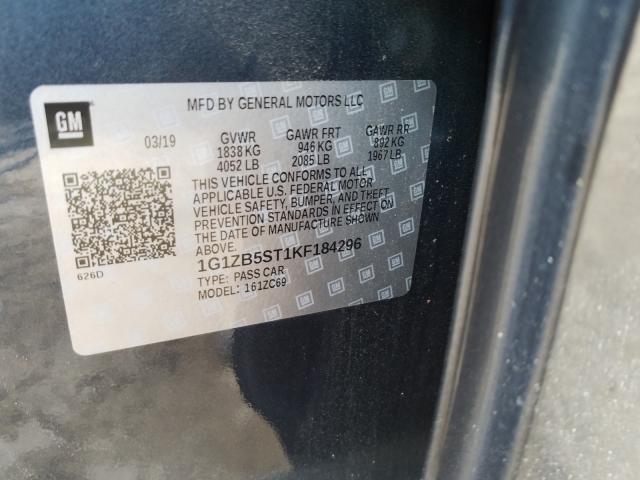 GM
MFD BY GENERAL MOTORS LLC
03/19 GVWR GAWR FRT GAWR RR
1838 KG 946 KG 892 KG
4052 LB 2085 LB 1967 LB
THIS VEHICLE CONFORMS TO ALL
APPLICABLE U.S. FEDERAL MOTOR
VEHICLE SAFETY, BUMPER, AND THEFT
PREVENTION STANDARDS IN EFFECT ON
THE DATE OF MANUFACTURE SHOWN
ABOVE.
1G1ZB5ST1KF184296
TYPE: PASS CAR
MODEL: 161ZC69
626D